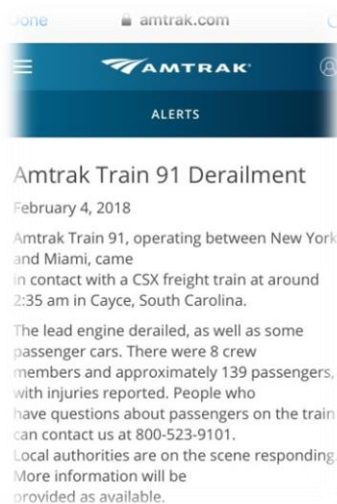 Done amtrak.com
AMTRAK
ALERTS
Amtrak Train 91 Derailment
February 4, 2018
Amtrak Train 91, operating between New York
and Miami, came
in contact with a CSX freight train at around
2:35 am in Cayce, South Carolina.
The lead engine derailed, as well as some
passenger cars. There were 8 crew
members and approximately 139 passengers,
with injuries reported. People who
have questions about passengers on the train
can contact us at 800-523-9101.
Local authorities are on the scene responding.
More information will be
provided as available.